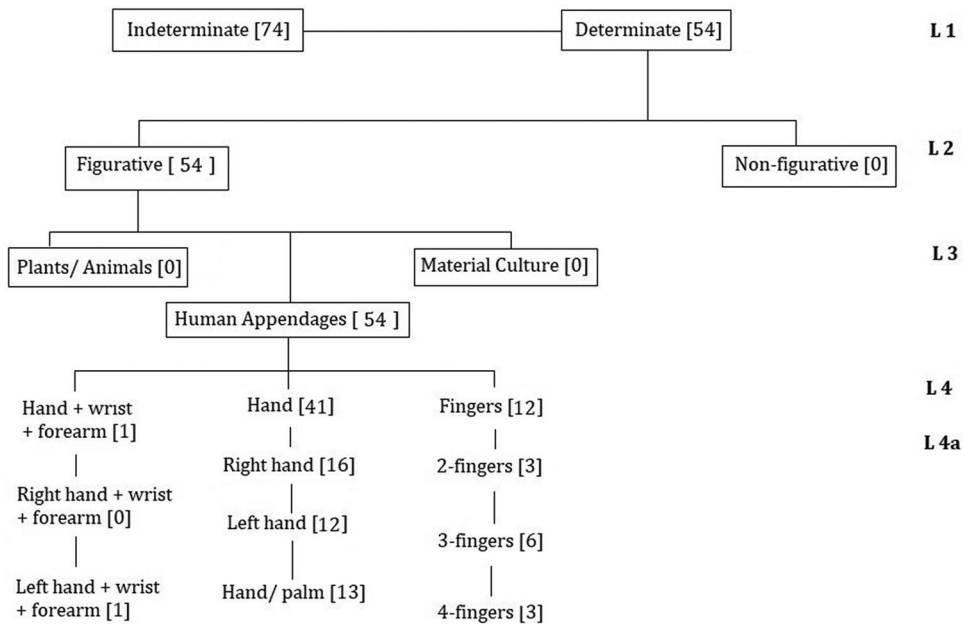 Indeterminate [74]
Determinate [54]
L 1
Figurative [ 54 ]
Non-figurative [0]
L 2
Plants/ Animals [0]
Material Culture [0]
L 3
Human Appendages [ 54 ]
Hand + wrist
+ forearm [1]
Hand [41]
Fingers [12]
L 4
L 4a
Right hand + wrist
+ forearm [0]
Right hand [16]
2-fingers [3]
Left hand [12]
3-fingers [6]
Left hand + wrist
+ forearm [1]
Hand/ palm [13]
4-fingers [3]